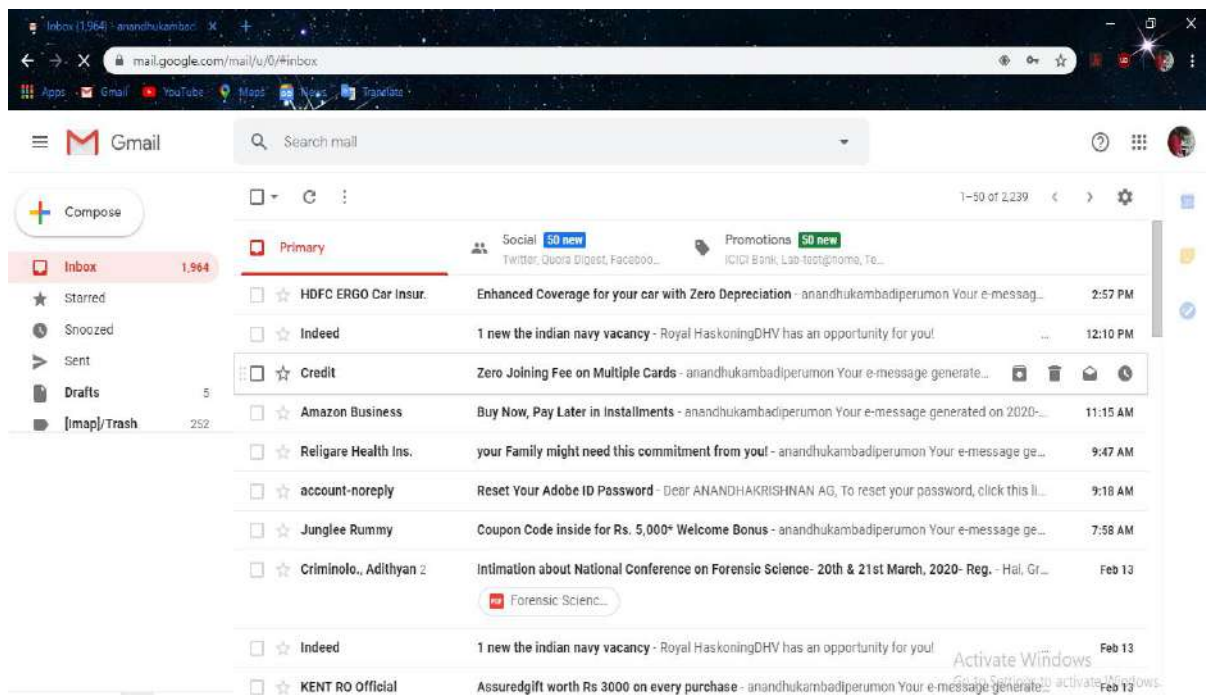 Inbox (1,964) - anandhukambad
mail.google.com/mail/u/0/#inbox
Apps Gmail YouTube Maps News Translate
Gmail
Search mail
Compose
1–50 of 2,239
Primary
Social 50 new
Twitter, Quora Digest, Faceboo...
Promotions 50 new
ICICI Bank, Lab-test@home, Te...
Inbox 1,964
Starred
Snoozed
Sent
Drafts 5
[Imap]/Trash 252
HDFC ERGO Car Insur. Enhanced Coverage for your car with Zero Depreciation - anandhukambadiperumon Your e-messag... 2:57 PM
Indeed 1 new the indian navy vacancy - Royal HaskoningDHV has an opportunity for you! ... 12:10 PM
Credit Zero Joining Fee on Multiple Cards - anandhukambadiperumon Your e-message generate...
Amazon Business Buy Now, Pay Later in Installments - anandhukambadiperumon Your e-message generated on 2020-... 11:15 AM
Religare Health Ins. your Family might need this commitment from you! - anandhukambadiperumon Your e-message ge... 9:47 AM
account-noreply Reset Your Adobe ID Password - Dear ANANDHAKRISHNAN AG, To reset your password, click this li... 9:18 AM
Junglee Rummy Coupon Code inside for Rs. 5,000* Welcome Bonus - anandhukambadiperumon Your e-message ge... 7:58 AM
Criminolo., Adithyan 2 Intimation about National Conference on Forensic Science- 20th & 21st March, 2020- Reg. - Hai, Gr... Feb 13
PDF Forensic Scienc...
Indeed 1 new the indian navy vacancy - Royal HaskoningDHV has an opportunity for you! Feb 13
Activate Windows
KENT RO Official Assuredgift worth Rs 3000 on every purchase - anandhukambadiperumon Your e-message generate... Feb 13
Go to Settings to activate Windows.